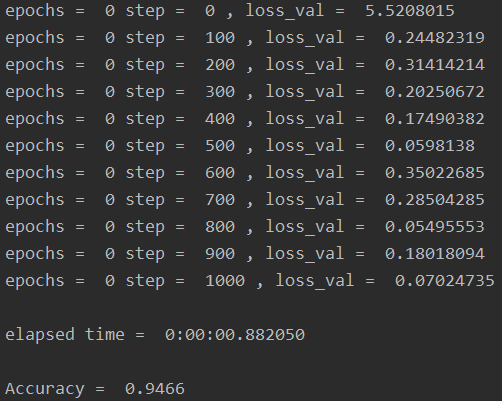 epochs =  0 step =  0 , loss_val =  5.5208015
epochs =  0 step =  100 , loss_val =  0.24482319
epochs =  0 step =  200 , loss_val =  0.31414214
epochs =  0 step =  300 , loss_val =  0.20250672
epochs =  0 step =  400 , loss_val =  0.17490382
epochs =  0 step =  500 , loss_val =  0.0598138
epochs =  0 step =  600 , loss_val =  0.35022685
epochs =  0 step =  700 , loss_val =  0.28504285
epochs =  0 step =  800 , loss_val =  0.05495553
epochs =  0 step =  900 , loss_val =  0.18018094
epochs =  0 step =  1000 , loss_val =  0.07024735
elapsed time =  0:00:00.882050
Accuracy =  0.9466